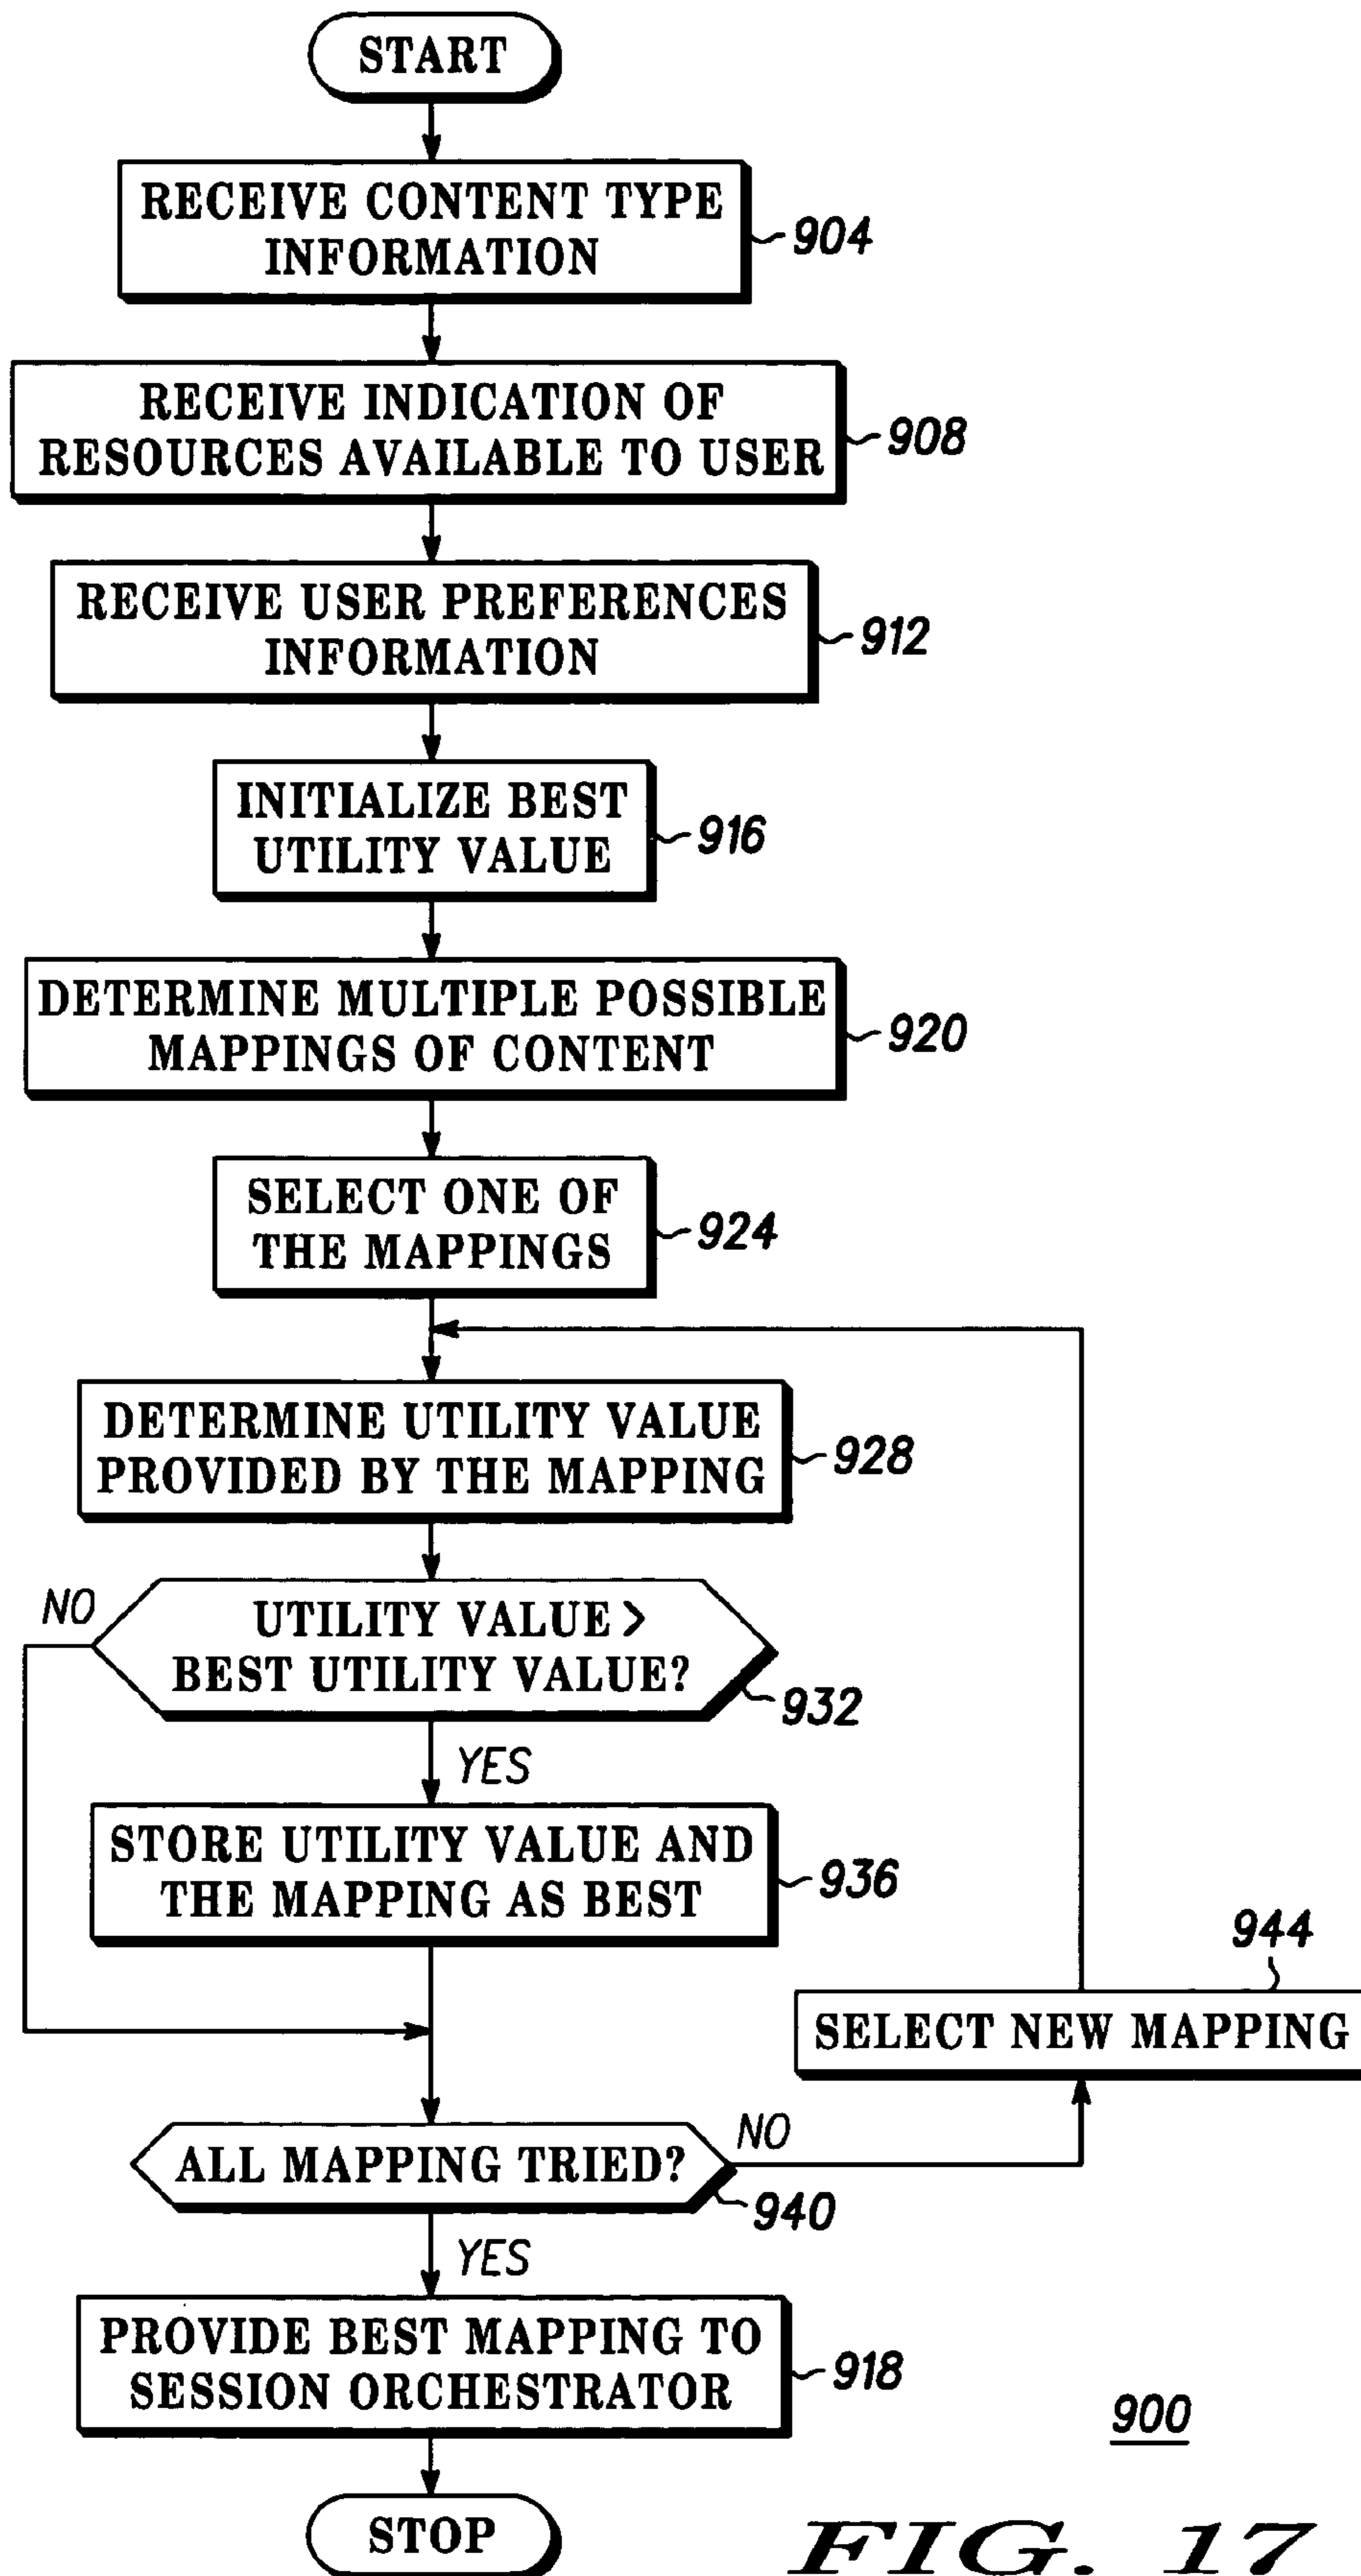 START
RECEIVE CONTENT TYPE
INFORMATION
904
RECEIVE INDICATION OF
RESOURCES AVAILABLE TO USER
908
RECEIVE USER PREFERENCES
INFORMATION
912
INITIALIZE BEST
UTILITY VALUE
916
DETERMINE MULTIPLE POSSIBLE
MAPPINGS OF CONTENT
920
SELECT ONE OF
THE MAPPINGS
924
DETERMINE UTILITY VALUE
PROVIDED BY THE MAPPING
928
NO
UTILITY VALUE >
BEST UTILITY VALUE?
932
YES
STORE UTILITY VALUE AND
THE MAPPING AS BEST
936
944
SELECT NEW MAPPING
ALL MAPPING TRIED?
NO
940
YES
PROVIDE BEST MAPPING TO
SESSION ORCHESTRATOR
918
900
STOP
FIG. 17